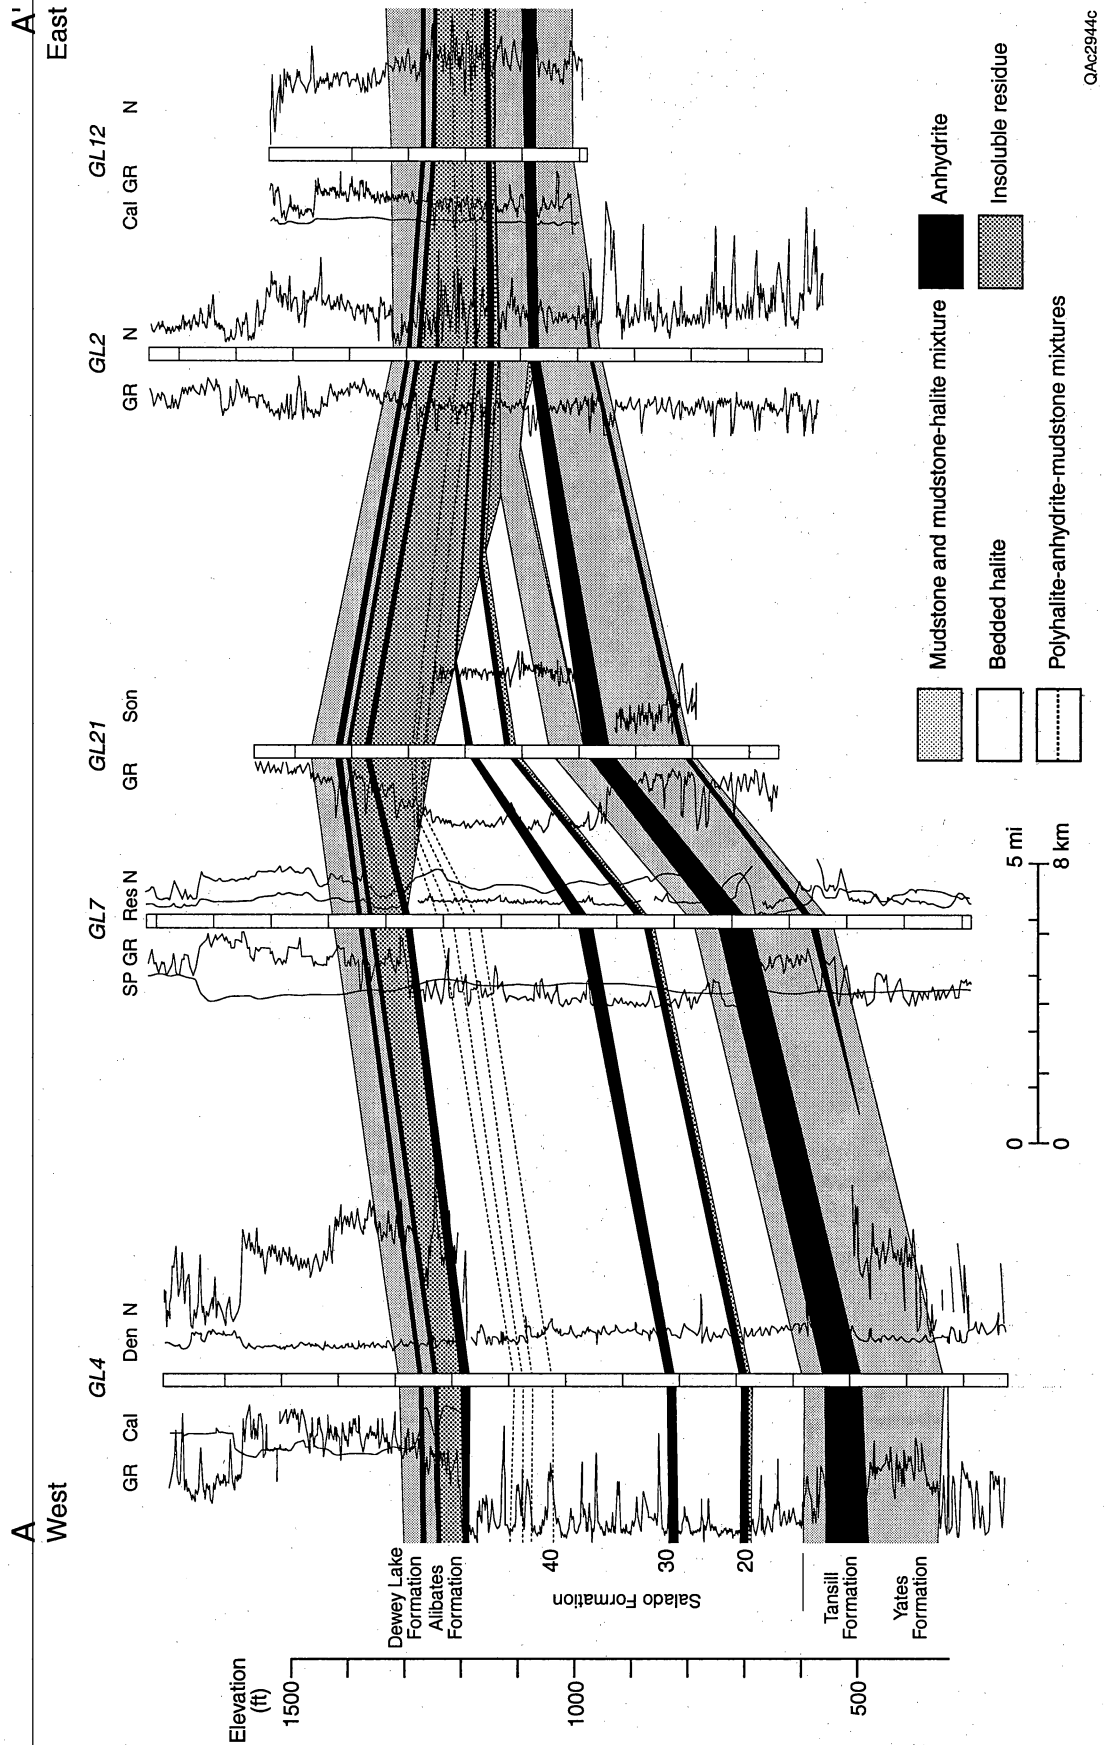 A
West
A'
East
GL4
GL7
GL21
GL2
GL12
GR
Cal
Den
N
SP
GR
Res
N
GR
Son
GR
N
Cal
GR
N
Elevation
(ft)
1500
1000
500
Dewey Lake
Formation
Alibates
Formation
Salado Formation
40
30
20
Tansill
Formation
Yates
Formation
0
5 mi
0
8 km
Mudstone and mudstone-halite mixture
Bedded halite
Polyhalite-anhydrite-mudstone mixtures
Anhydrite
Insoluble residue
QAc2944c